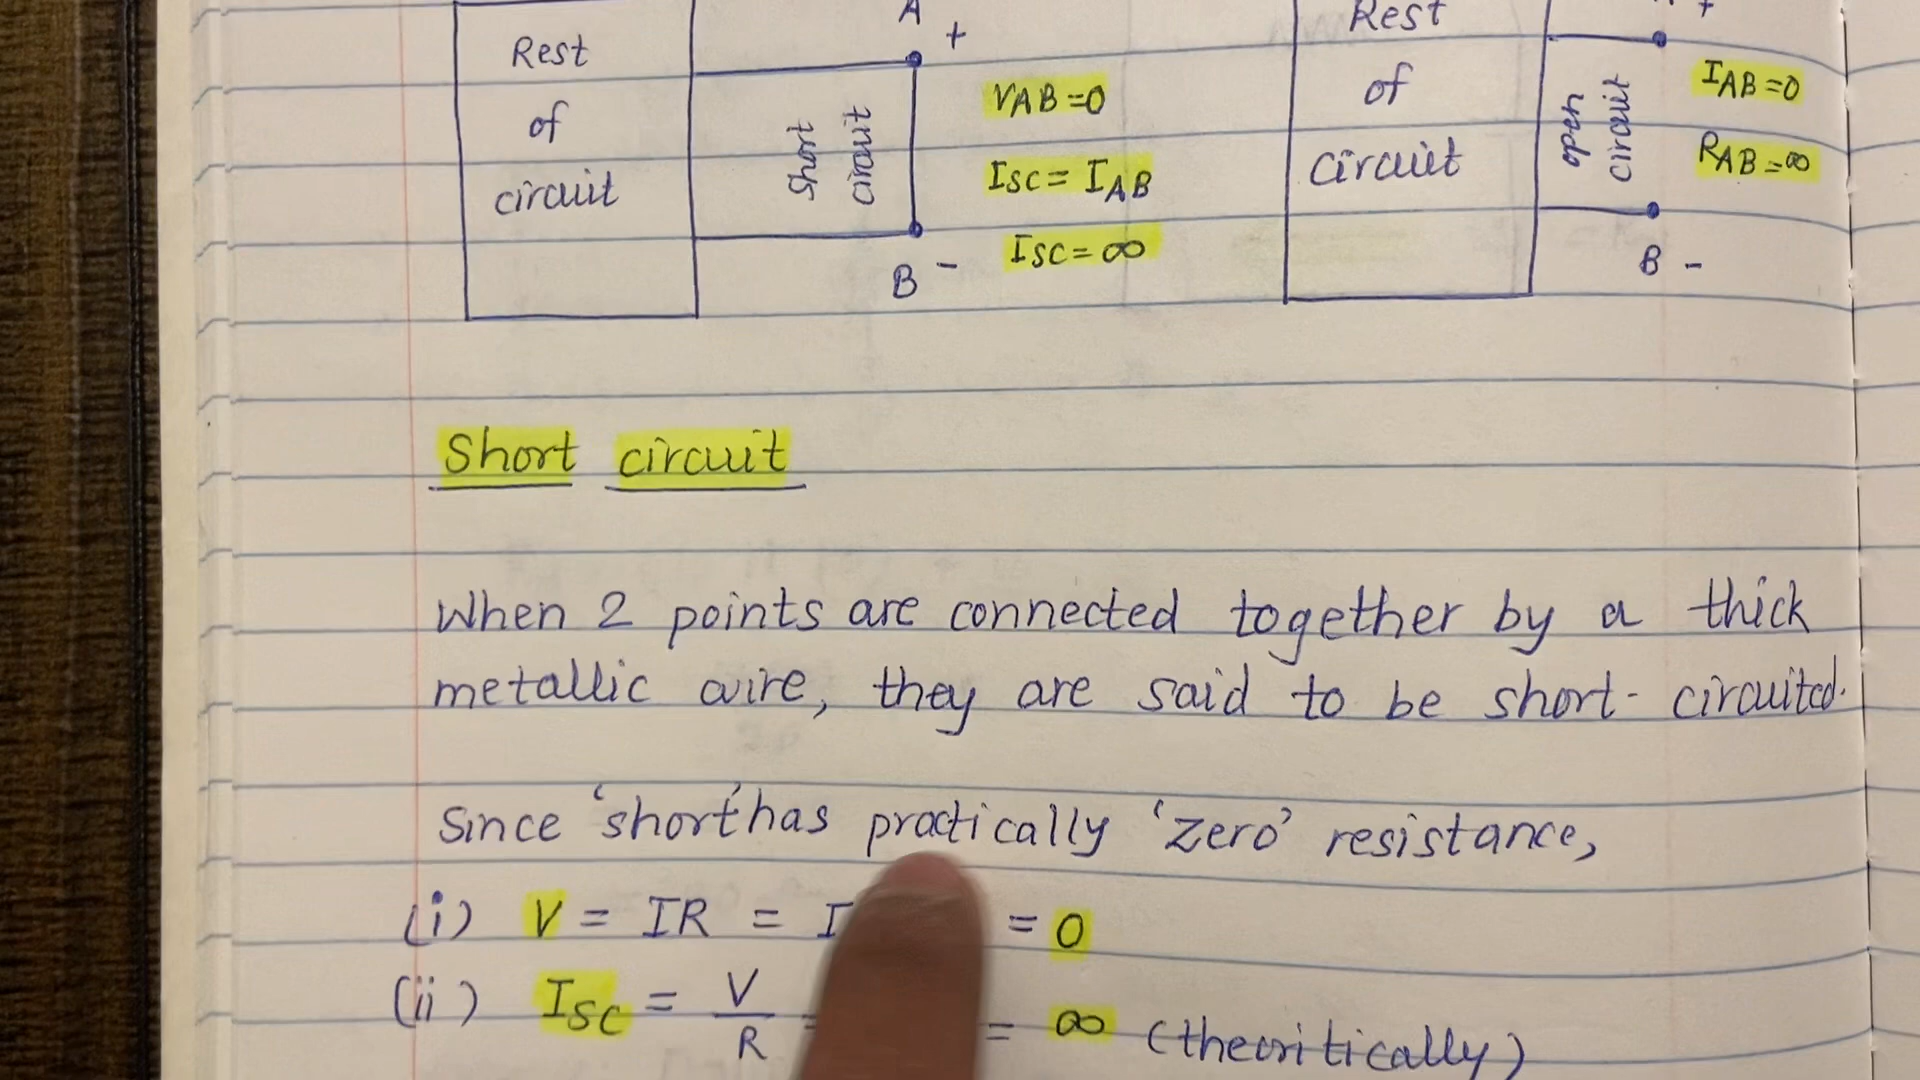 A +
Rest
of
circuit
Short
circuit
VAB=0
ISC = IAB
ISC = ∞
B -
Rest
of
Circuit
open
circuit
+
IAB=0
RAB=∞
B -
Short circuit
When 2 points are connected together by a thick
metallic wire, they are said to be short-circuited.
Since 'short' has practically 'zero' resistance,
(i) V = IR = I = 0
(ii) ISC = V/R = = ∞ (theoritically)